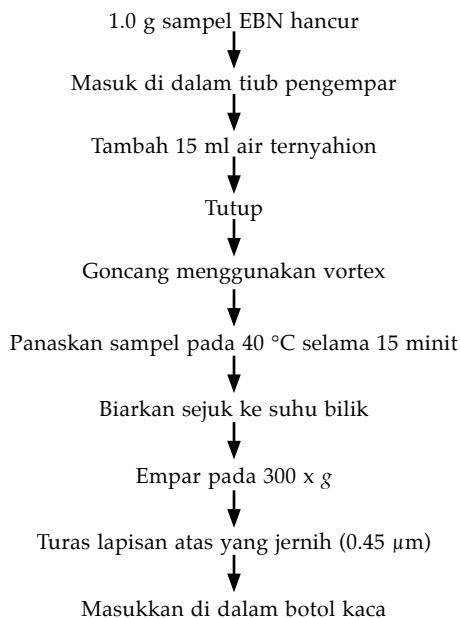 1.0 g sampel EBN hancur
Masuk di dalam tiub pengempar
Tambah 15 ml air ternyahion
Tutup
Goncang menggunakan vortex
Panaskan sampel pada 40 °C selama 15 minit
Biarkan sejuk ke suhu bilik
Empar pada 300 x g
Turas lapisan atas yang jernih (0.45 µm)
Masukkan di dalam botol kaca